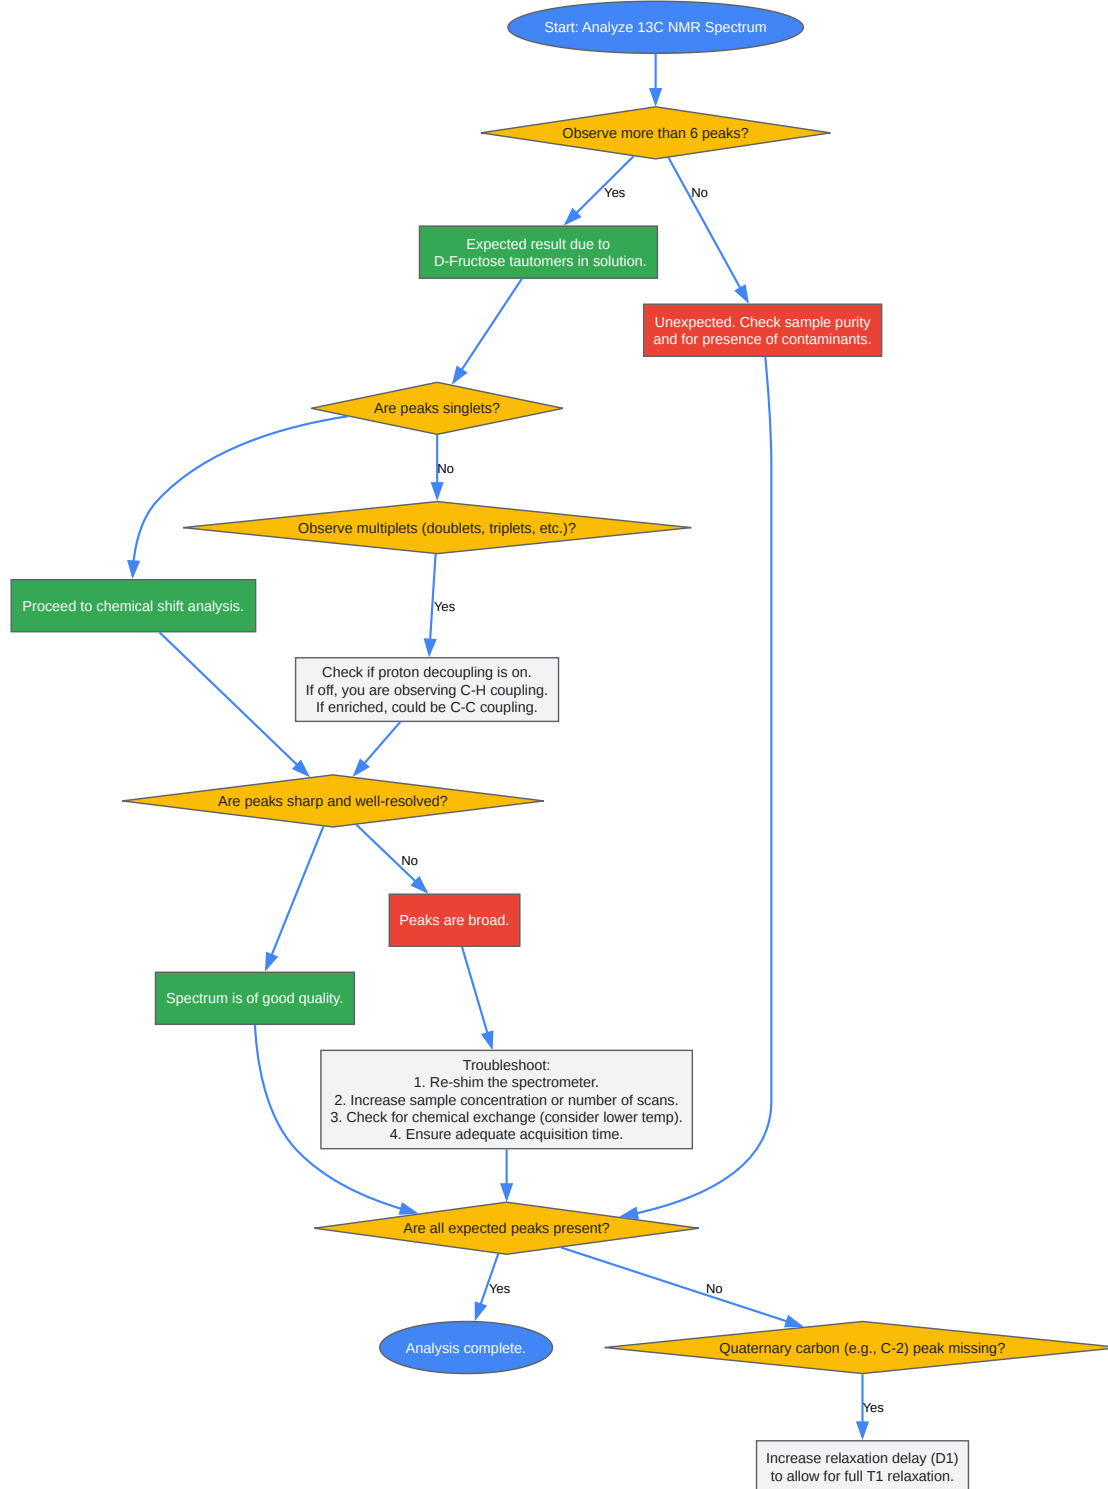 Start: Analyze 13C NMR Spectrum
Observe more than 6 peaks?
Yes
No
Expected result due to
D-Fructose tautomers in solution.
Unexpected. Check sample purity
and for presence of contaminants.
Are peaks singlets?
No
Observe multiplets (doublets, triplets, etc.)?
Proceed to chemical shift analysis.
Yes
Check if proton decoupling is on.
If off, you are observing C-H coupling.
If enriched, could be C-C coupling.
Are peaks sharp and well-resolved?
No
Peaks are broad.
Spectrum is of good quality.
Troubleshoot:
1. Re-shim the spectrometer.
2. Increase sample concentration or number of scans.
3. Check for chemical exchange (consider lower temp).
4. Ensure adequate acquisition time.
Are all expected peaks present?
Yes
No
Analysis complete.
Quaternary carbon (e.g., C-2) peak missing?
Yes
Increase relaxation delay (D1)
to allow for full T1 relaxation.